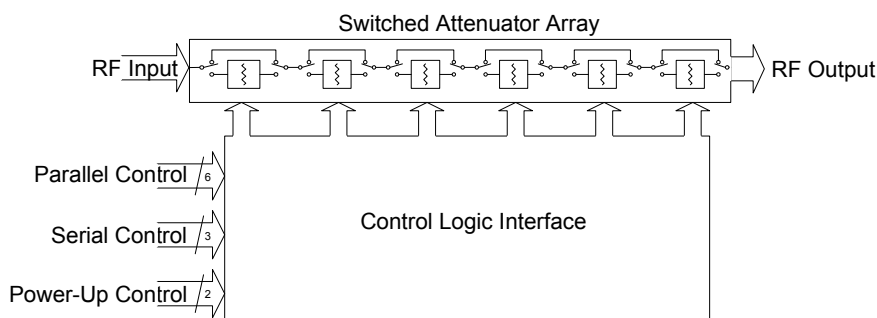 Switched Attenuator Array
RF Input
RF Output
Parallel Control
6
Control Logic Interface
Serial Control
3
Power-Up Control
2